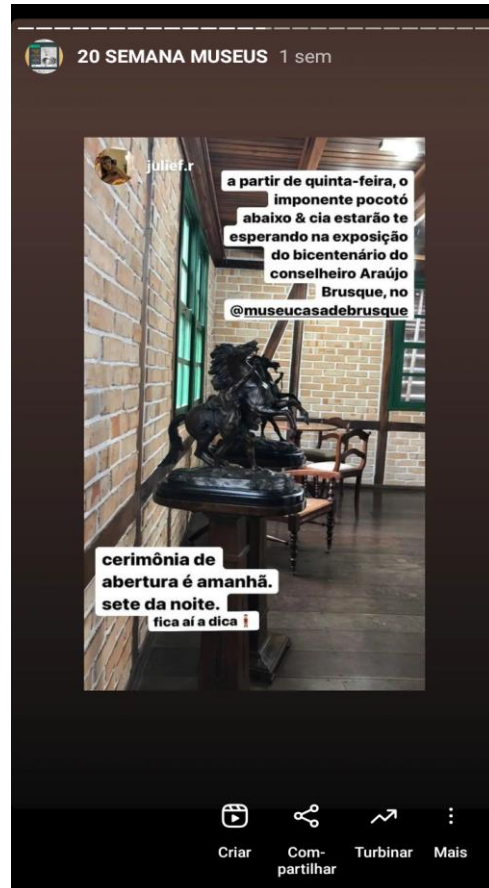 20 SEMANA MUSEUS 1 sem
julief.r
a partir de quinta-feira, o
imponente pocotó
abaixo & cia estarão te
esperando na exposição
do bicentenário do
conselheiro Araújo
Brusque, no
@museucasadebrusque
cerimônia de
abertura é amanhã.
sete da noite.
fica aí a dica
Criar
Com-
partilhar
Turbinar
Mais